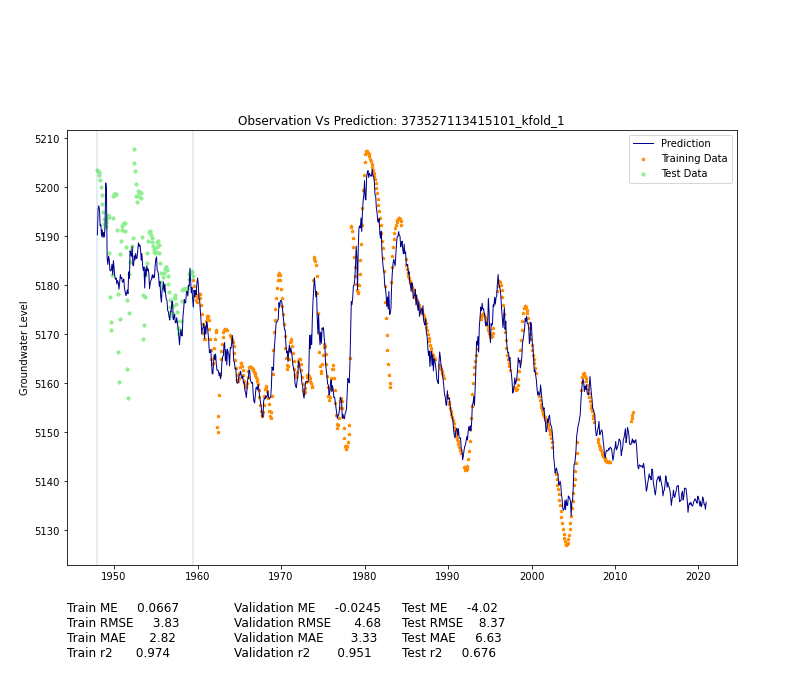 Observation Vs Prediction: 373527113415101_kfold_1
5210
5200
5190
5180
5170
5160
5150
5140
5130
Groundwater Level
Prediction
Training Data
Test Data
1950 1960 1970 1980 1990 2000 2010 2020
Train ME 0.0667 Validation ME -0.0245 Test ME -4.02
Train RMSE 3.83 Validation RMSE 4.68 Test RMSE 8.37
Train MAE 2.82 Validation MAE 3.33 Test MAE 6.63
Train r2 0.974 Validation r2 0.951 Test r2 0.676